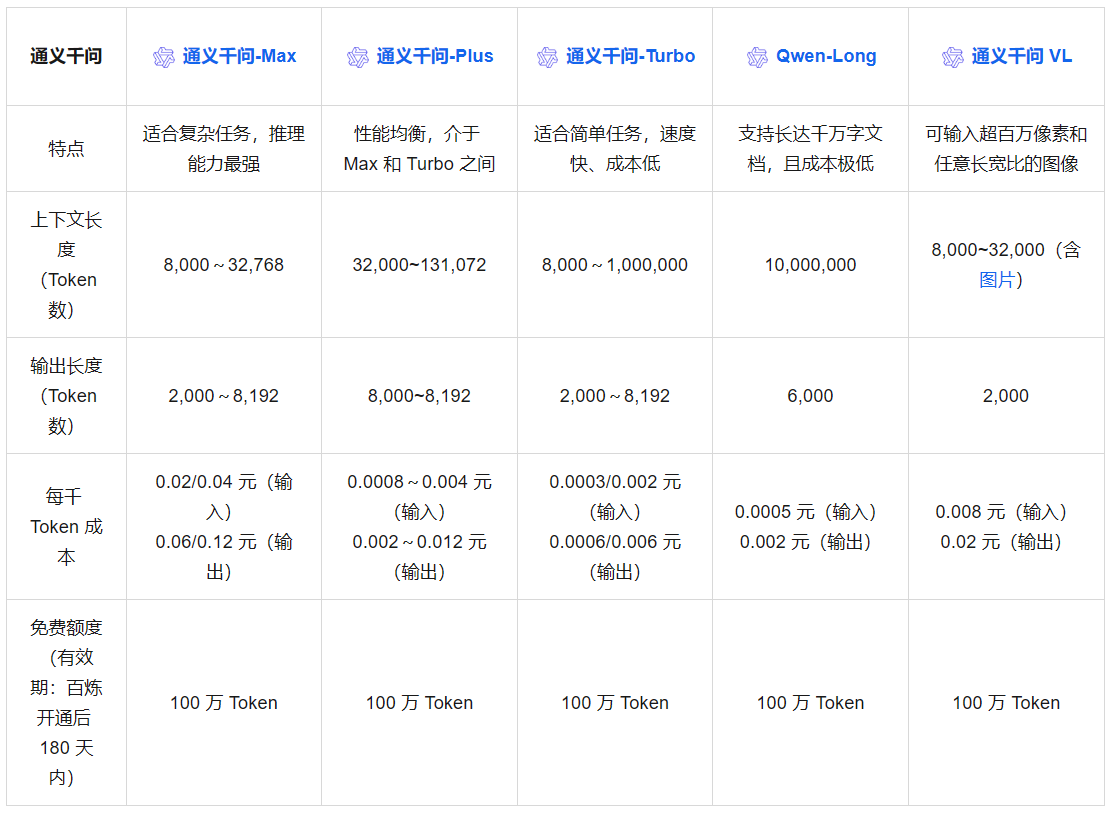 通义千问
通义千问-Max
通义千问-Plus
通义千问-Turbo
Qwen-Long
通义千问 VL
特点
适合复杂任务，推理
能力最强
性能均衡，介于
Max 和 Turbo 之间
适合简单任务，速度
快、成本低
支持长达千万字文
档，且成本极低
可输入超百万像素和
任意长宽比的图像
上下文长
度
（Token
数）
8,000～32,768
32,000~131,072
8,000～1,000,000
10,000,000
8,000~32,000（含
图片）
输出长度
（Token
数）
2,000～8,192
8,000~8,192
2,000～8,192
6,000
2,000
每千
Token 成
本
0.02/0.04 元（输
入）
0.06/0.12 元（输
出）
0.0008～0.004 元
（输入）
0.002～0.012 元
（输出）
0.0003/0.002 元
（输入）
0.0006/0.006 元
（输出）
0.0005 元（输入）
0.002 元（输出）
0.008 元（输入）
0.02 元（输出）
免费额度
（有效
期：百炼
开通后
180 天
内）
100 万 Token
100 万 Token
100 万 Token
100 万 Token
100 万 Token